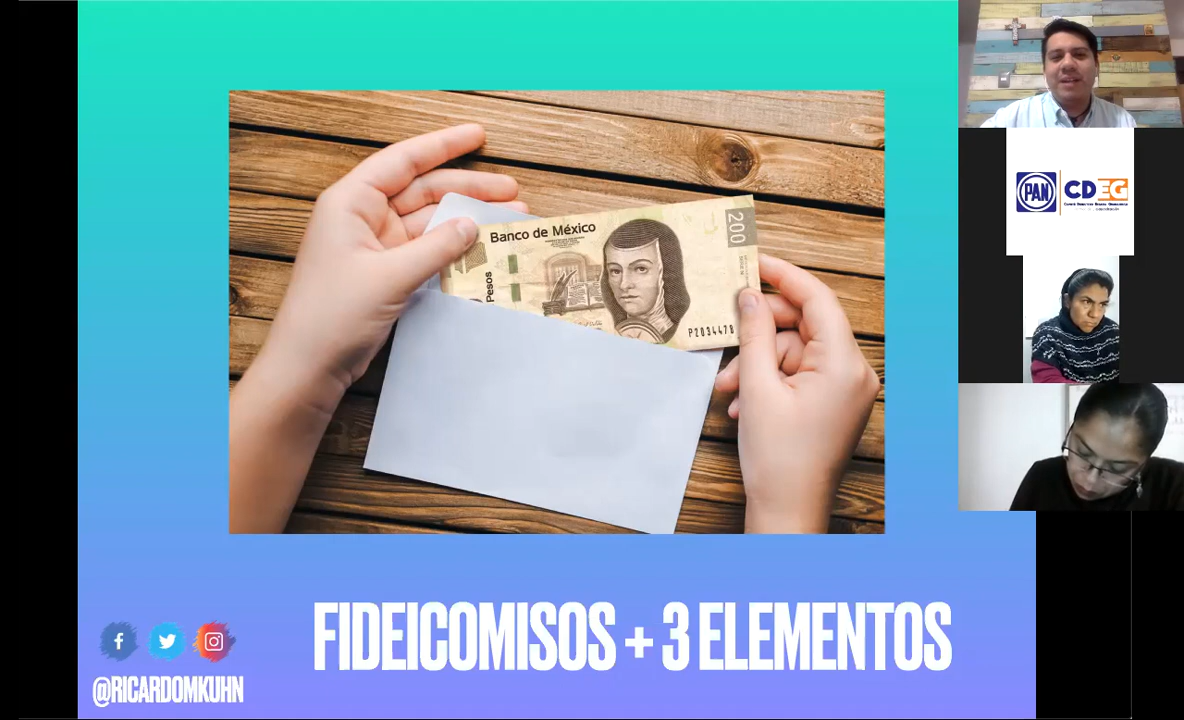 200
Banco de México
Pesos
P2034478
PAN
CDEG
FIDEICOMISOS + 3 ELEMENTOS
@RICARDOMKUHN